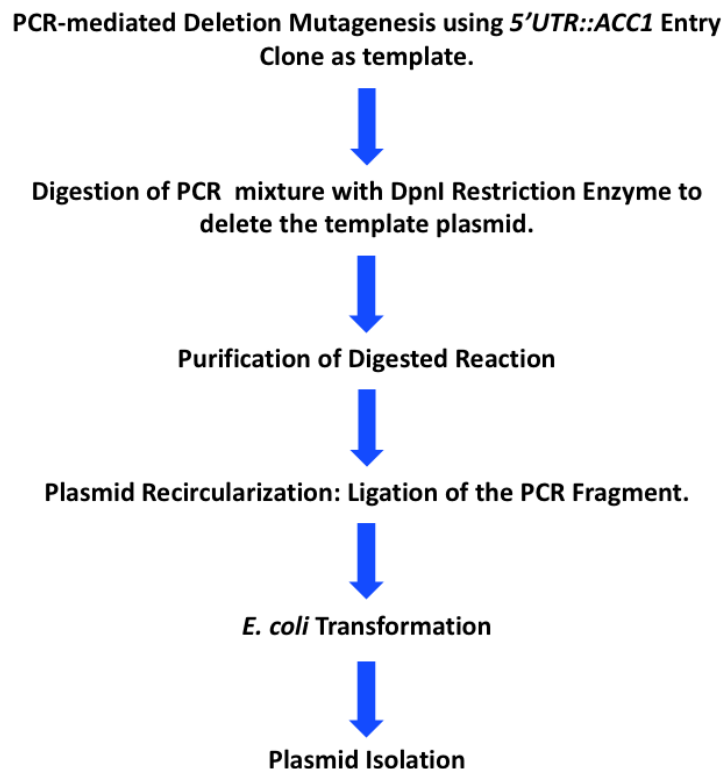 PCR-mediated Deletion Mutagenesis using 5’UTR::ACC1 Entry
Clone as template.
Digestion of PCR  mixture with DpnI Restriction Enzyme to
delete the template plasmid.
Purification of Digested Reaction
Plasmid Recircularization: Ligation of the PCR Fragment.
E. coli Transformation
Plasmid Isolation